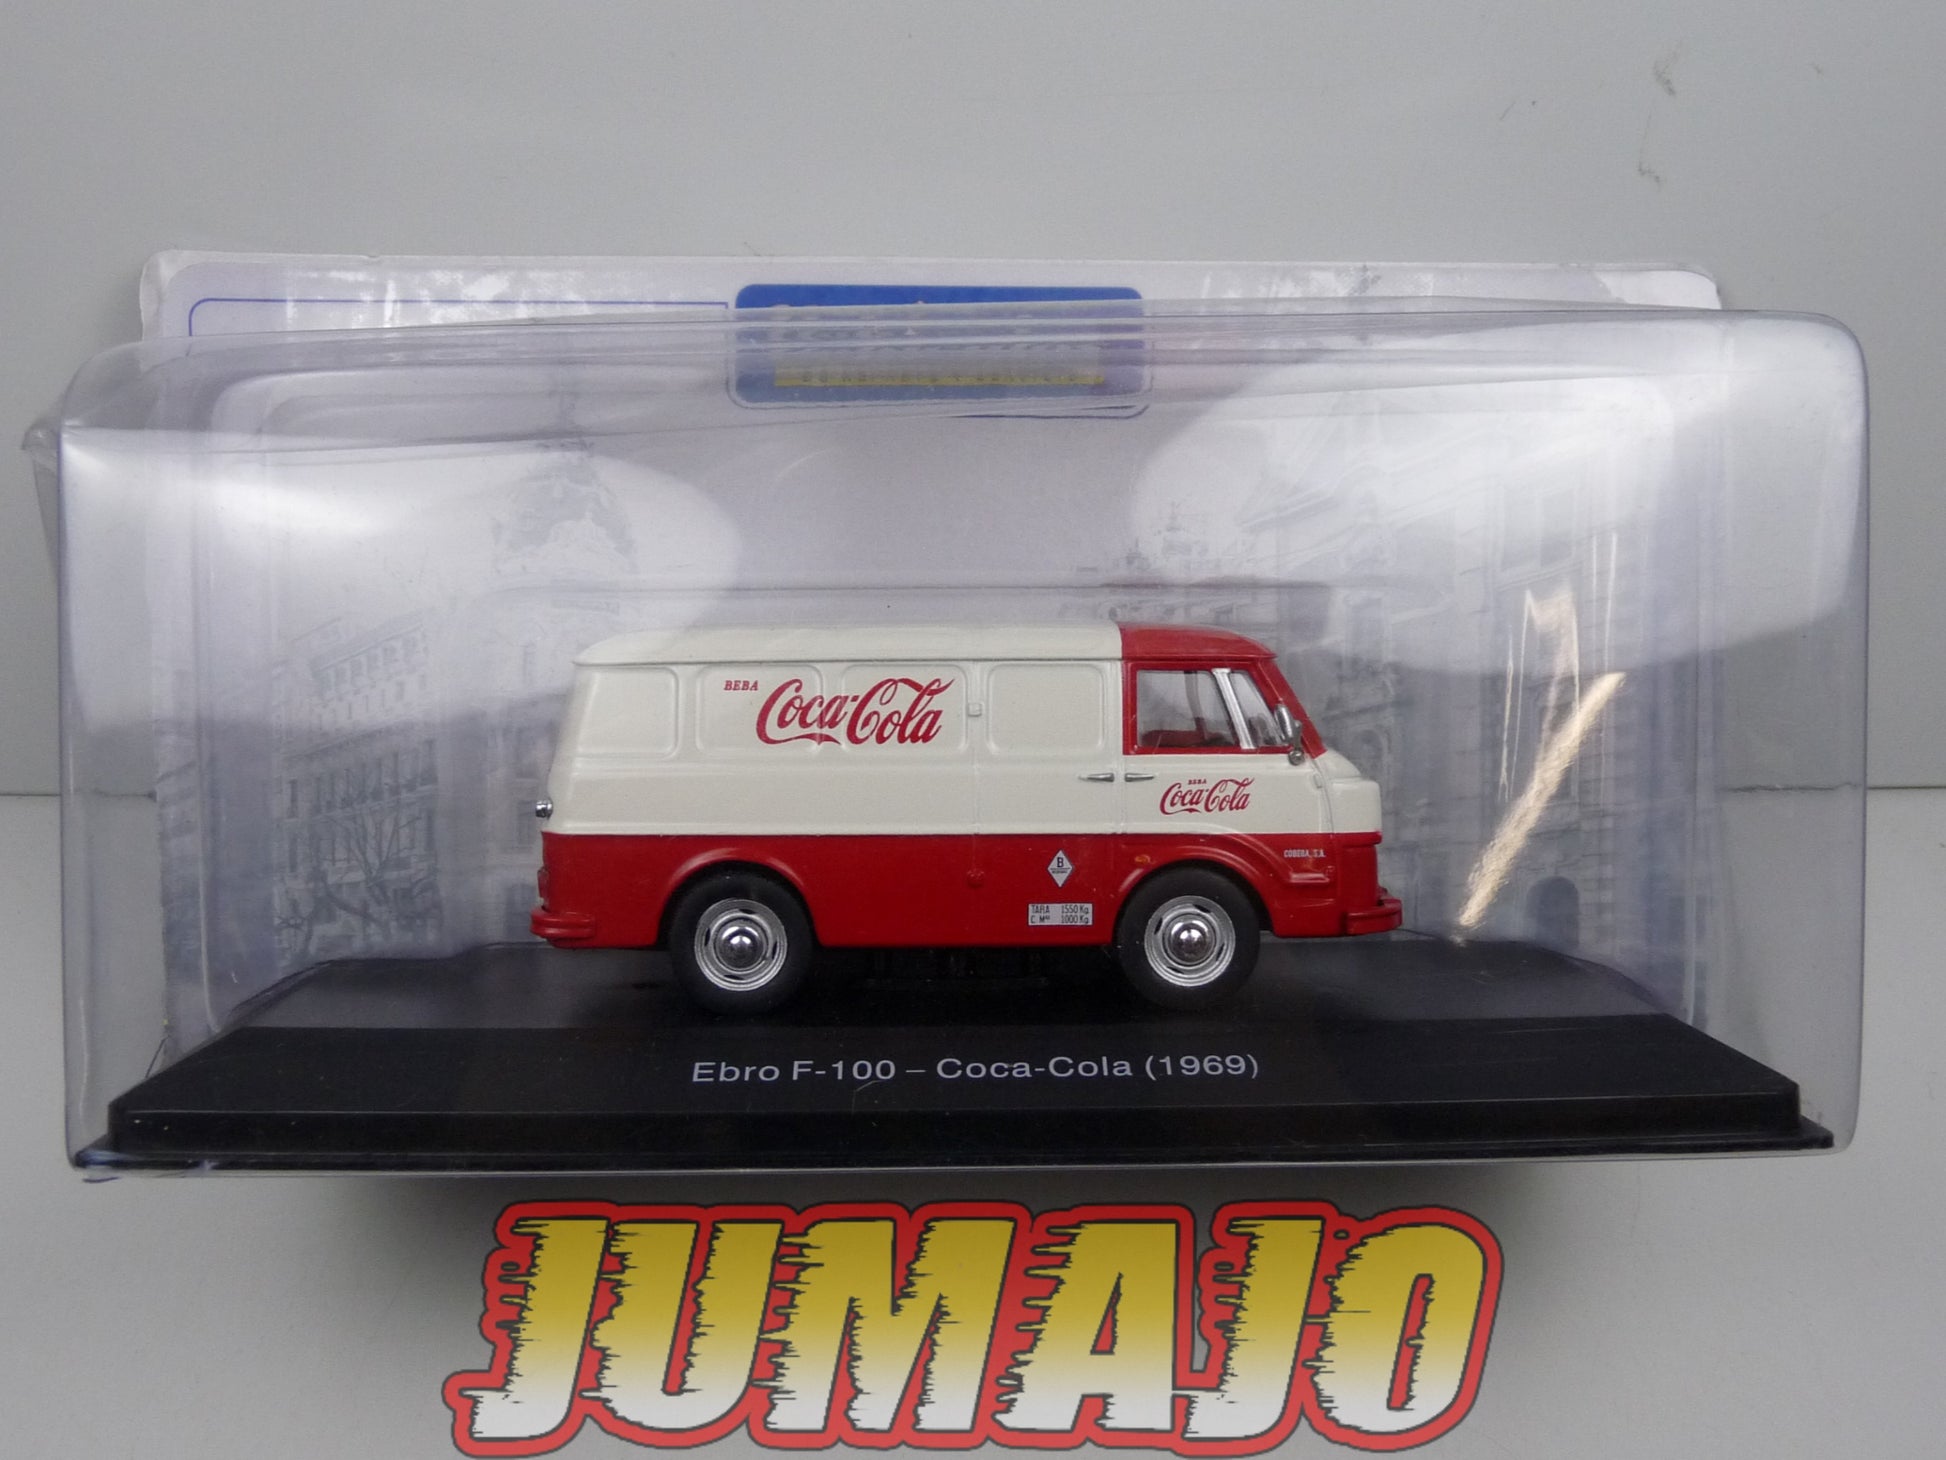 BEBA Coca-Cola
BEBA
Coca-Cola
COBEGA, S.A.
B
TARA 1550 Kg
C. Mª 1000 Kg
Ebro F-100 – Coca-Cola (1969)
JUMAJO